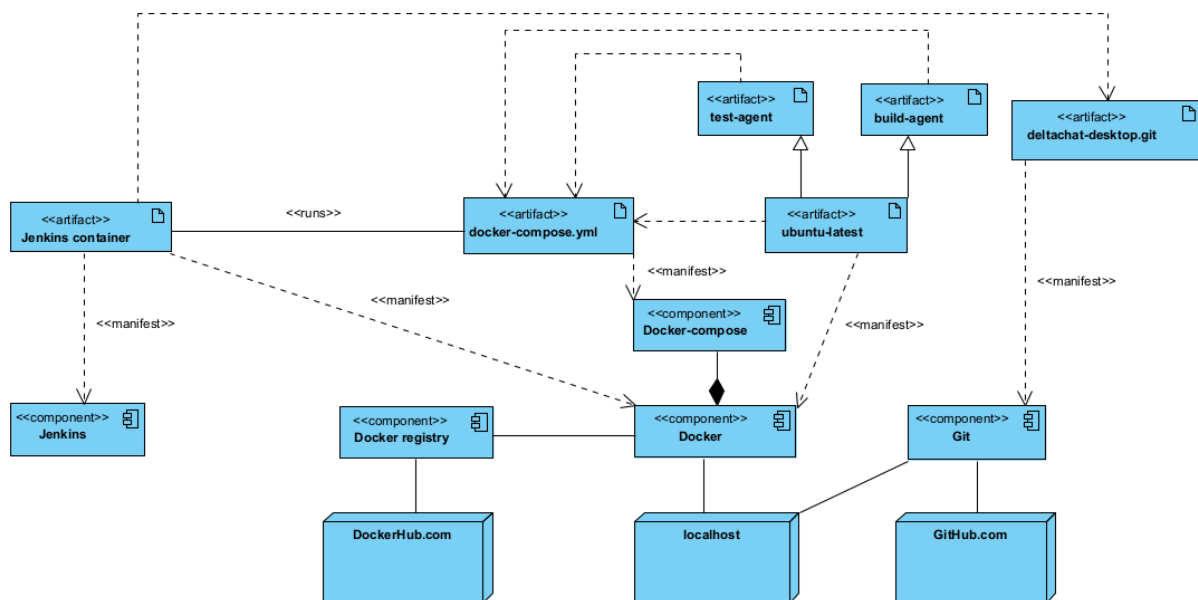 <<artifact>>
test-agent
<<artifact>>
build-agent
<<artifact>>
deltachat-desktop.git
<<artifact>>
Jenkins container
<<runs>>
<<artifact>>
docker-compose.yml
<<artifact>>
ubuntu-latest
<<manifest>>
<<manifest>>
<<manifest>>
<<manifest>>
<<manifest>>
<<component>>
Docker-compose
<<component>>
Jenkins
<<component>>
Docker registry
<<component>>
Docker
<<component>>
Git
DockerHub.com
localhost
GitHub.com